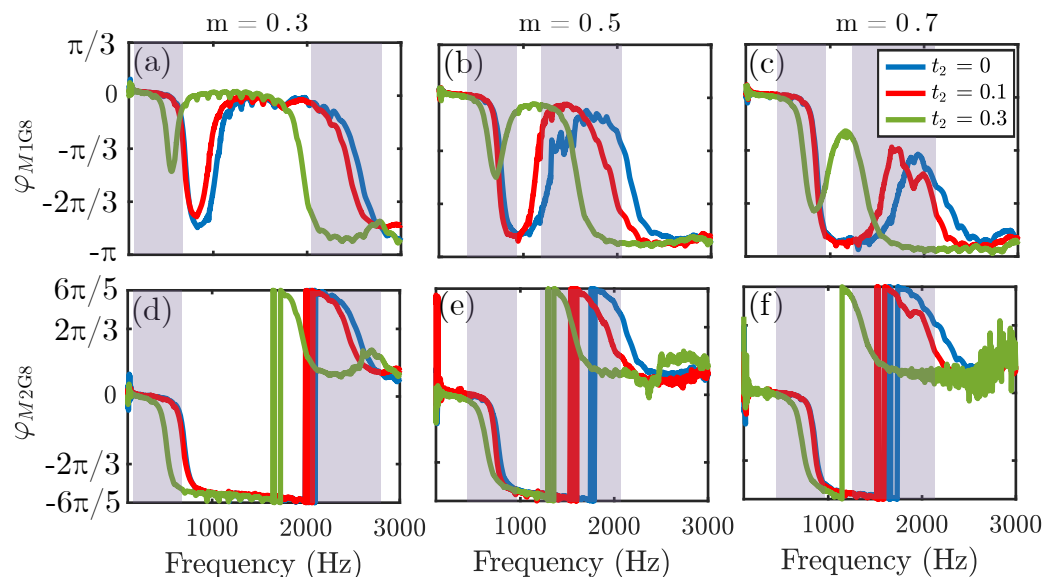 m = 0.3 m = 0.5 m = 0.7
π/3
0
-π/3
-2π/3
-π
φM1G8
(a) (b) (c)
t2 = 0
t2 = 0.1
t2 = 0.3
6π/5
2π/3
0
-2π/3
-6π/5
φM2G8
(d) (e) (f)
1000 2000 3000 1000 2000 3000 1000 2000 3000
Frequency (Hz) Frequency (Hz) Frequency (Hz)